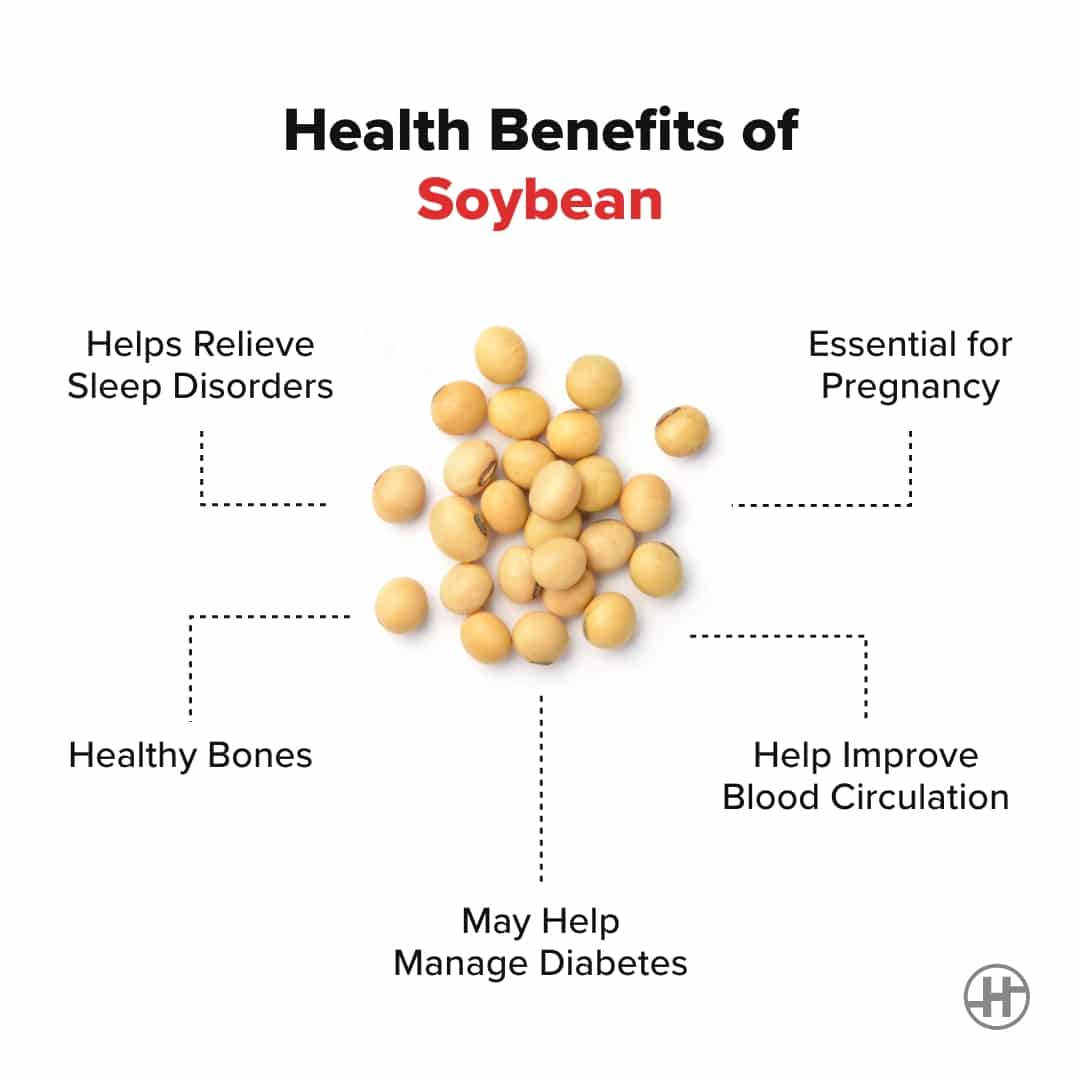 Health Benefits of
Soybean
Helps Relieve
Sleep Disorders
Essential for
Pregnancy
Healthy Bones
Help Improve
Blood Circulation
May Help
Manage Diabetes
H